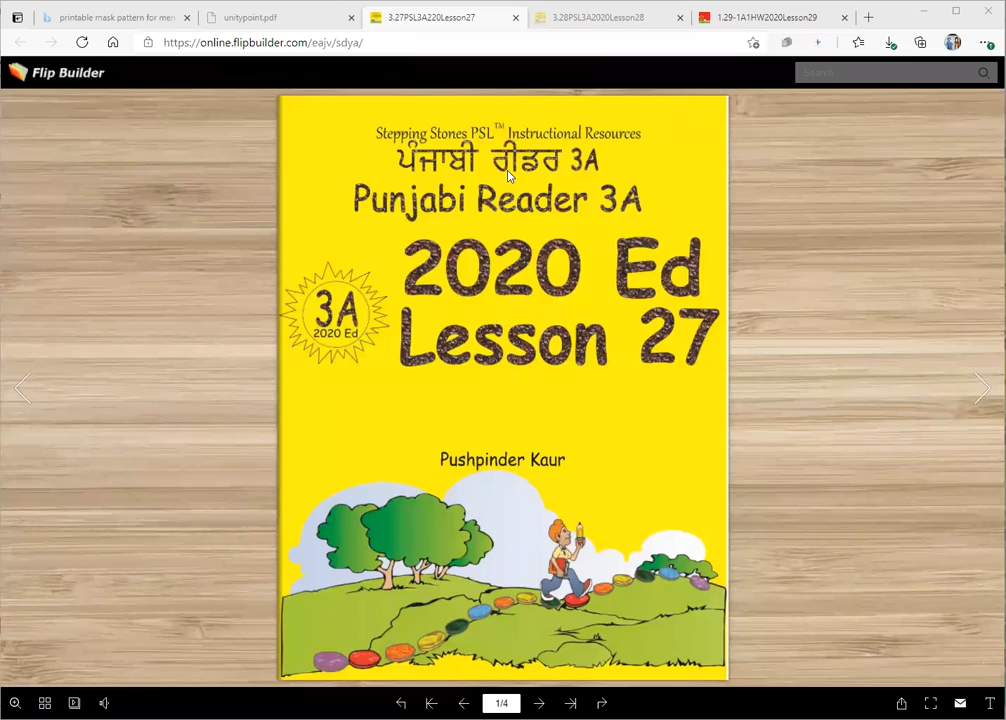 printable mask pattern for men
unitypoint.pdf
3.27PSL3A220Lesson27
3.28PSL3A2020Lesson28
1.29-1A1HW2020Lesson29
https://online.flipbuilder.com/eajv/sdya/
Flip Builder
Search
Stepping Stones PSL™ Instructional Resources
ਪੰਜਾਬੀ ਰੀਡਰ 3A
Punjabi Reader 3A
2020 Ed
Lesson 27
3A
2020 Ed
Pushpinder Kaur
1/4